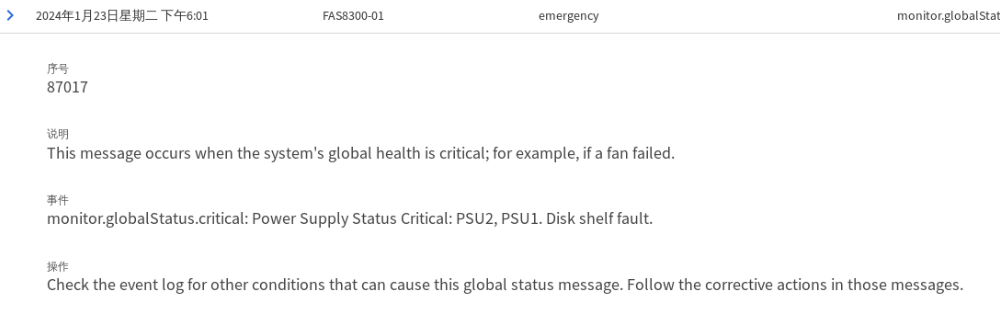 2024年1月23日星期二 下午6:01 FAS8300-01 emergency monitor.globalStat
序号
87017
说明
This message occurs when the system's global health is critical; for example, if a fan failed.
事件
monitor.globalStatus.critical: Power Supply Status Critical: PSU2, PSU1. Disk shelf fault.
操作
Check the event log for other conditions that can cause this global status message. Follow the corrective actions in those messages.